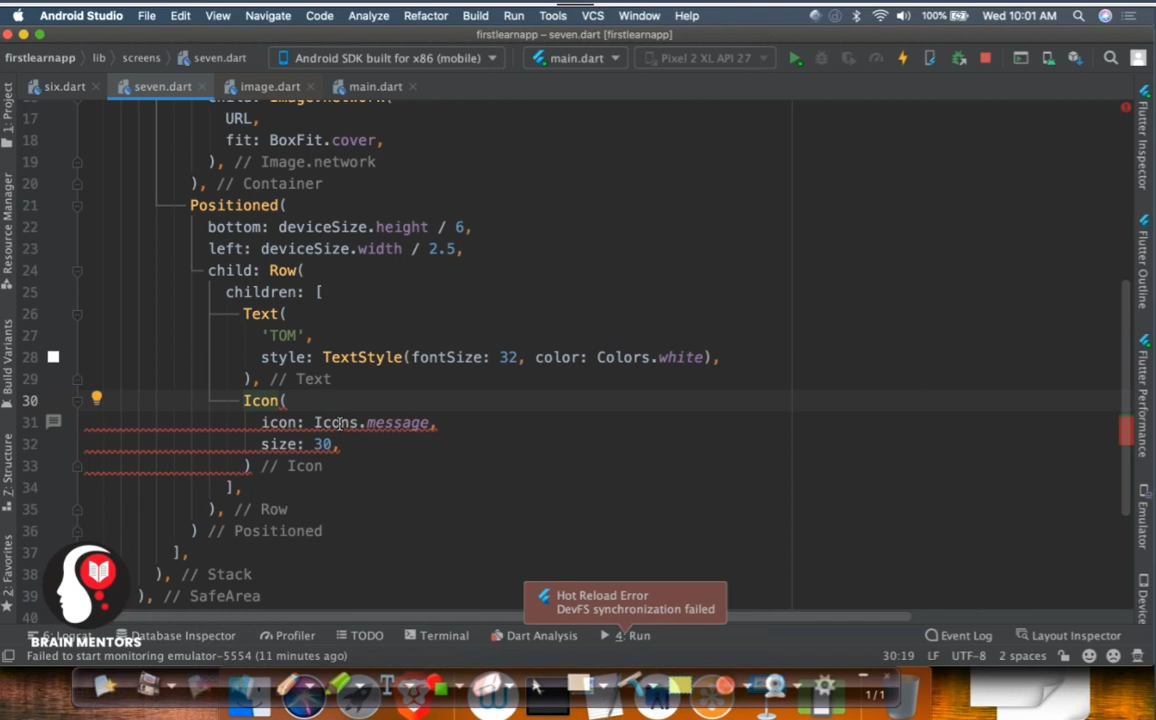 Android Studio File Edit View Navigate Code Analyze Refactor Build Run Tools VCS Window Help 100% Wed 10:01 AM
seven.dart [firstlearnapp]
firstlearnapp lib screens seven.dart Android SDK built for x86 (mobile) main.dart Pixel 2 XL API 27
six.dart seven.dart image.dart main.dart
child: Image.network(
17 URL,
18 fit: BoxFit.cover,
19 ), // Image.network
20 ), // Container
21 Positioned(
22 bottom: deviceSize.height / 6,
23 left: deviceSize.width / 2.5,
24 child: Row(
25 children: [
26 Text(
27 'TOM',
28 style: TextStyle(fontSize: 32, color: Colors.white),
29 ), // Text
30 Icon(
31 icon: Icons.message,
32 size: 30,
33 ) // Icon
34 ],
35 ), // Row
36 ) // Positioned
37 ],
38 ), // Stack
39 ), // SafeArea
40
1: Project
Resource Manager
Build Variants
7: Structure
2: Favorites
Flutter Inspector
Flutter Outline
Flutter Performance
Emulator
Device
Hot Reload Error
DevFS synchronization failed
BRAIN MENTORS
6: Logcat Database Inspector Profiler TODO Terminal Dart Analysis 4: Run Event Log Layout Inspector
Failed to start monitoring emulator-5554 (11 minutes ago) 30:19 LF UTF-8 2 spaces
1/1